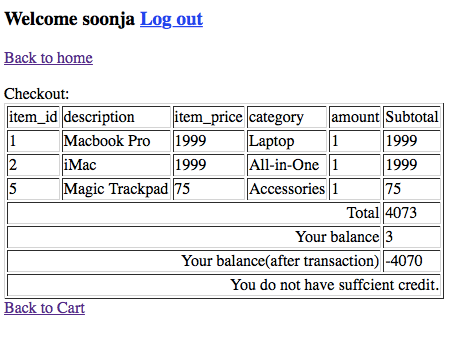 Welcome soonja Log out
Back to home
Checkout:
item_id description item_price category amount Subtotal
1 Macbook Pro 1999 Laptop 1 1999
2 iMac 1999 All-in-One 1 1999
5 Magic Trackpad 75 Accessories 1 75
Total 4073
Your balance 3
Your balance(after transaction) -4070
You do not have suffcient credit.
Back to Cart